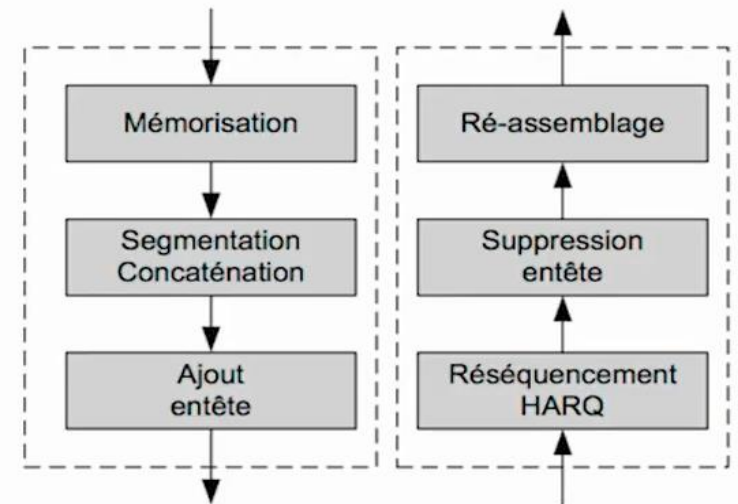 Mémorisation
Segmentation
Concaténation
Ajout
entête
Ré-assemblage
Suppression
entête
Réséquencement
HARQ